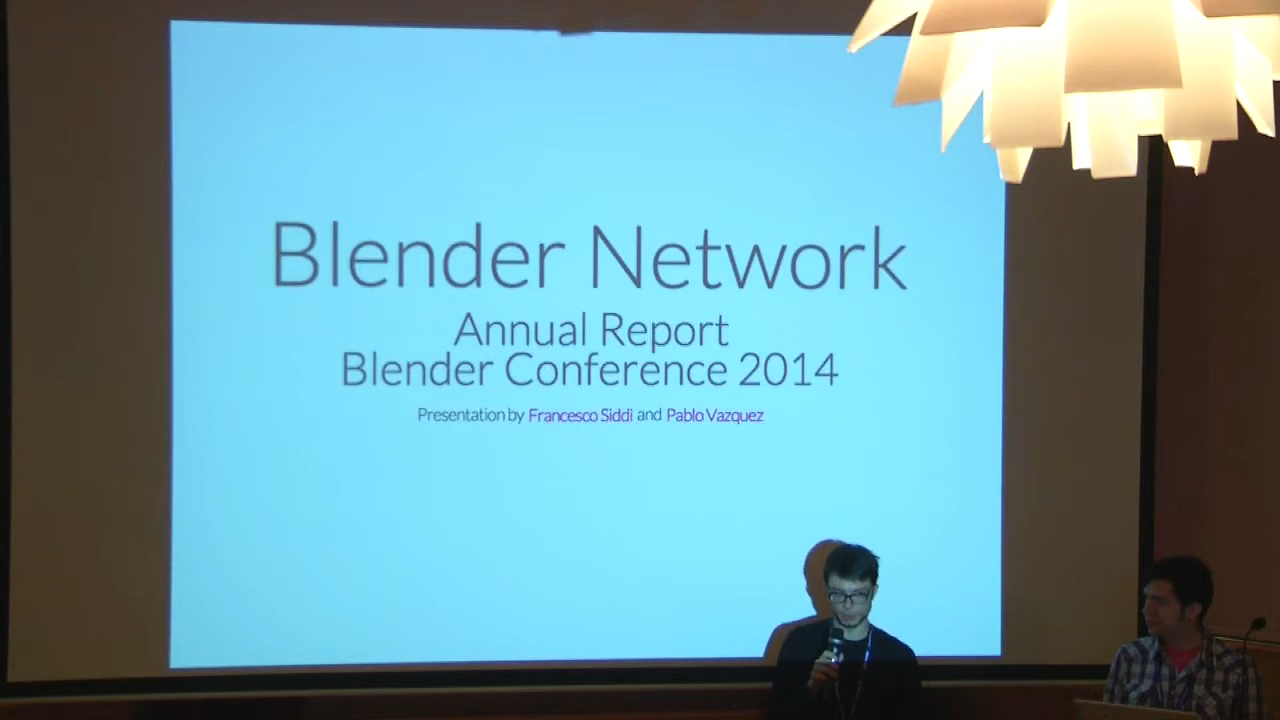 Blender Network
Annual Report
Blender Conference 2014
Presentation by Francesco Siddi and Pablo Vazquez